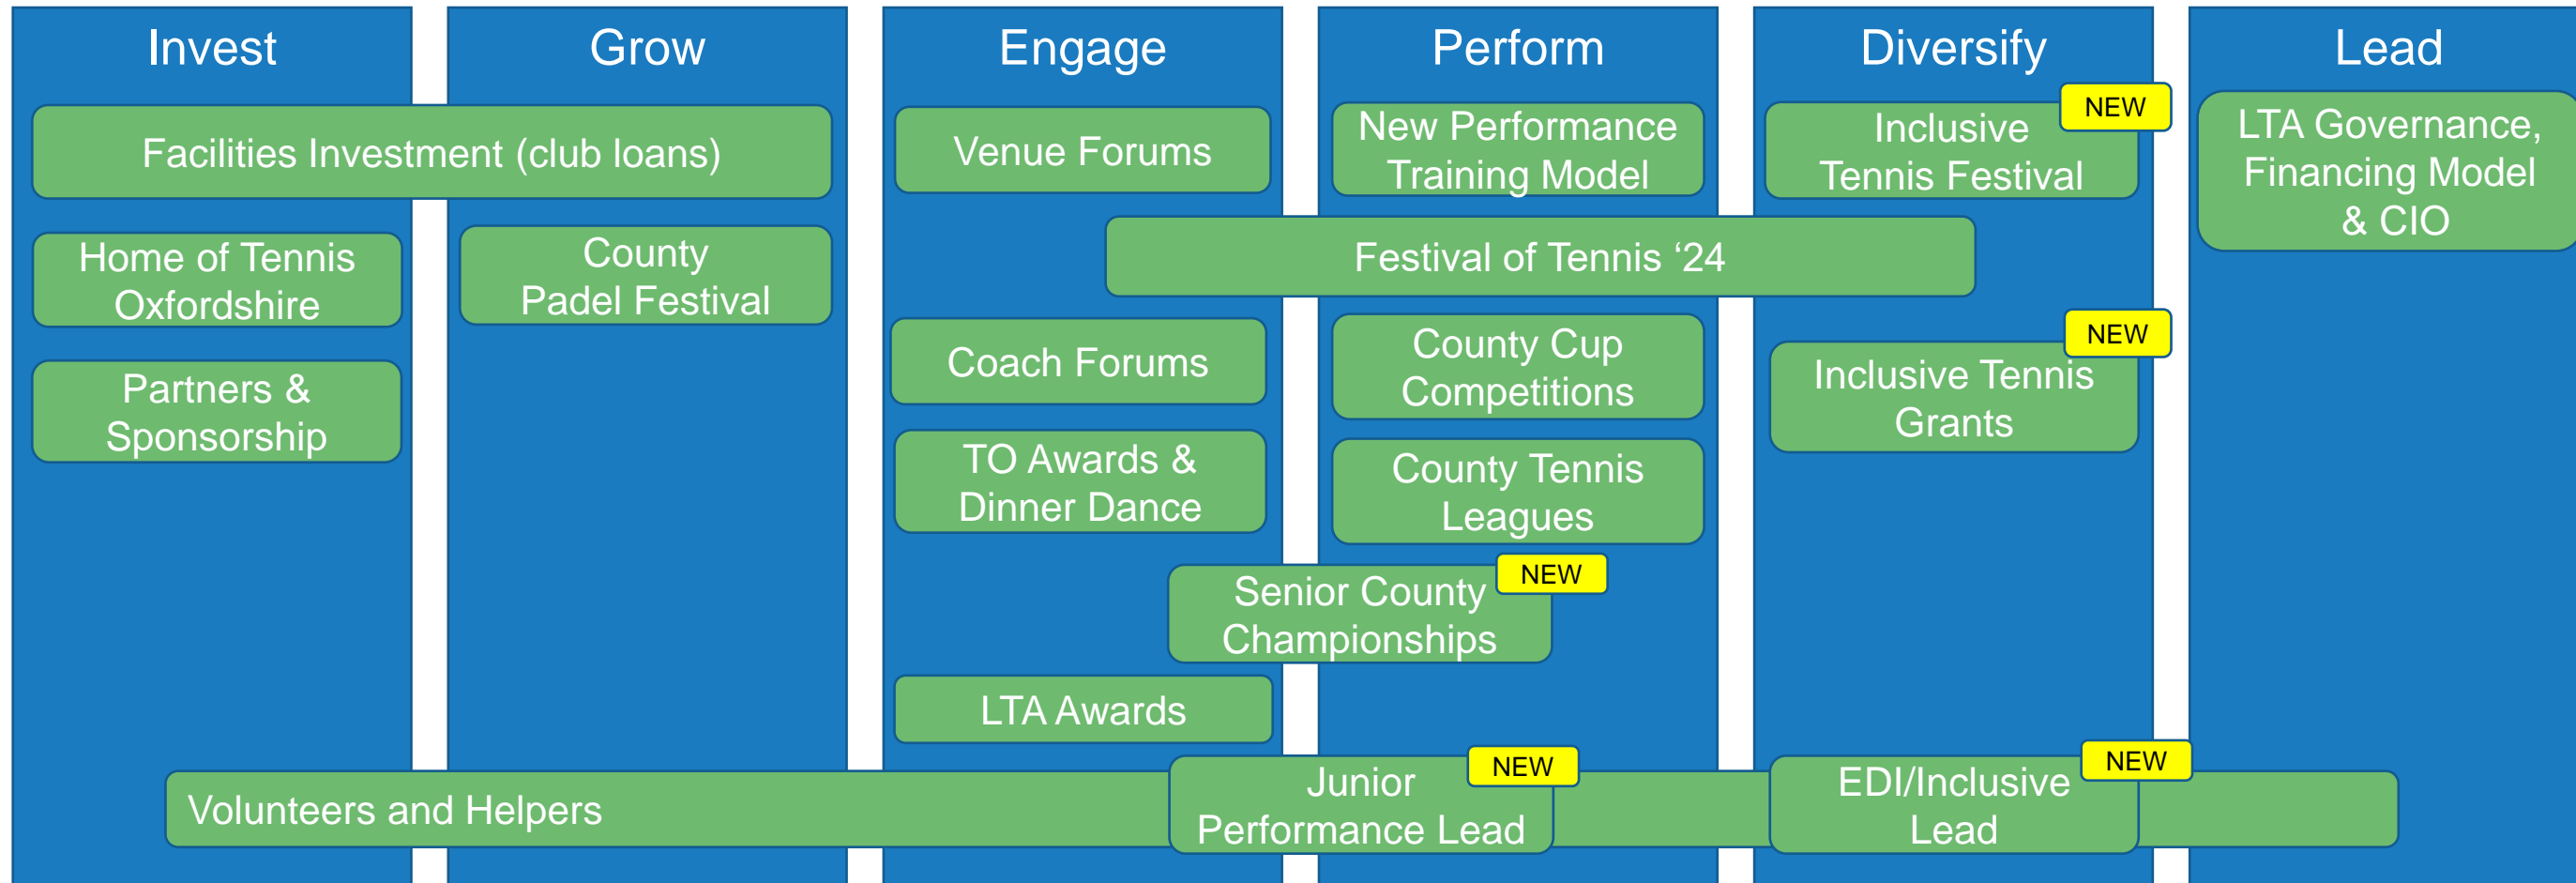 Invest
Grow
Engage
Perform
Diversify
Lead
Facilities Investment (club loans)
Venue Forums
New Performance
Training Model
NEW
Inclusive
Tennis Festival
LTA Governance,
Financing Model
& CIO
Home of Tennis
Oxfordshire
County
Padel Festival
Festival of Tennis ‘24
Partners &
Sponsorship
Coach Forums
County Cup
Competitions
NEW
Inclusive Tennis
Grants
TO Awards &
Dinner Dance
County Tennis
Leagues
NEW
Senior County
Championships
LTA Awards
Volunteers and Helpers
NEW
Junior
Performance Lead
NEW
EDI/Inclusive
Lead